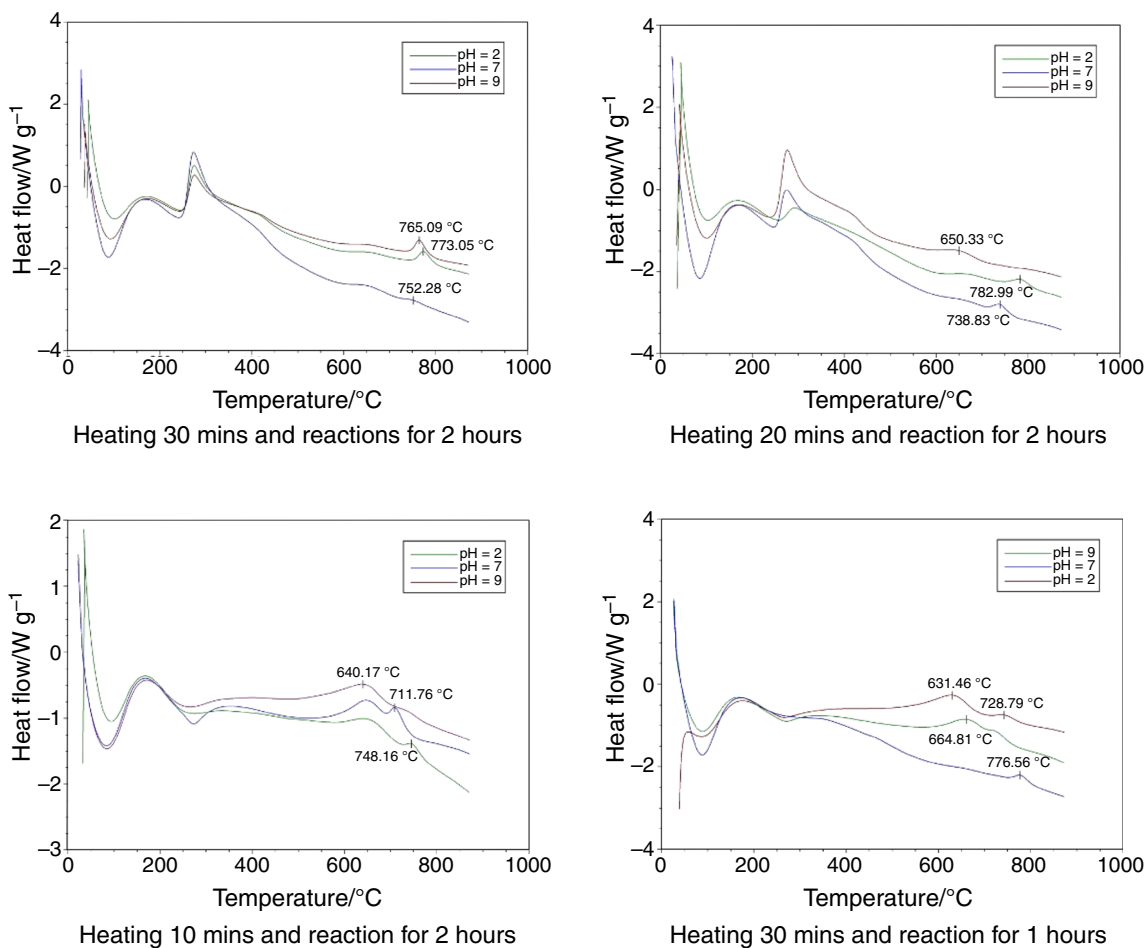 4
2
0
−2
−4
Heat flow/W g−1
pH = 2
pH = 7
pH = 9
765.09 °C
773.05 °C
752.28 °C
0 200 400 600 800 1000
Temperature/°C
Heating 30 mins and reactions for 2 hours
4
2
0
−2
−4
Heat flow/W g−1
pH = 2
pH = 7
pH = 9
650.33 °C
782.99 °C
738.83 °C
0 200 400 600 800 1000
Temperature/°C
Heating 20 mins and reaction for 2 hours
2
1
0
−1
−2
−3
Heat flow/W g−1
pH = 2
pH = 7
pH = 9
640.17 °C
711.76 °C
748.16 °C
0 200 400 600 800 1000
Temperature/°C
Heating 10 mins and reaction for 2 hours
4
2
0
−2
−4
Heat flow/W g−1
pH = 9
pH = 7
pH = 2
631.46 °C
728.79 °C
664.81 °C
776.56 °C
0 200 400 600 800 1000
Temperature/°C
Heating 30 mins and reaction for 1 hours